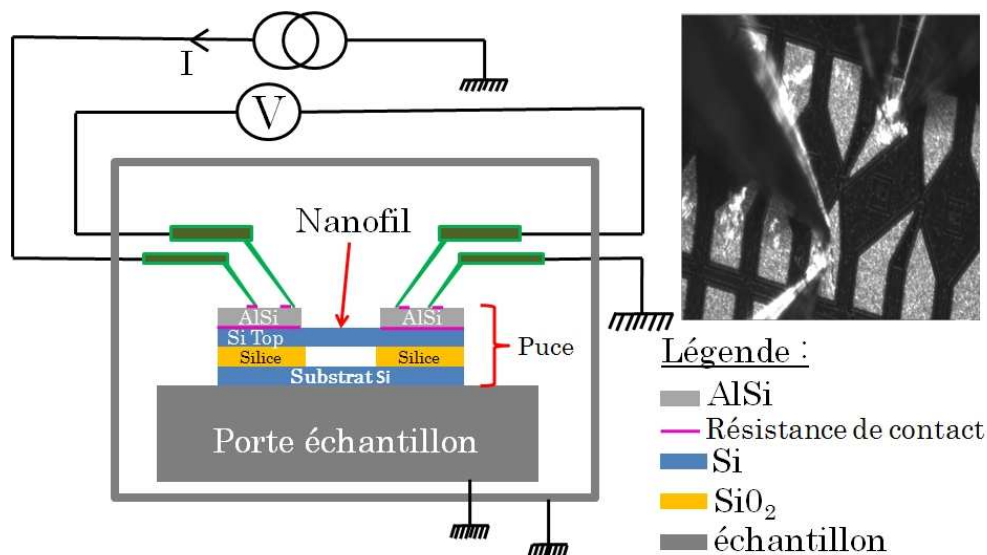 I
V
Nanofil
AlSi
AlSi
Si Top
Silice
Silice
Substrat Si
Puce
Porte échantillon
Légende :
AlSi
Résistance de contact
Si
SiO₂
échantillon